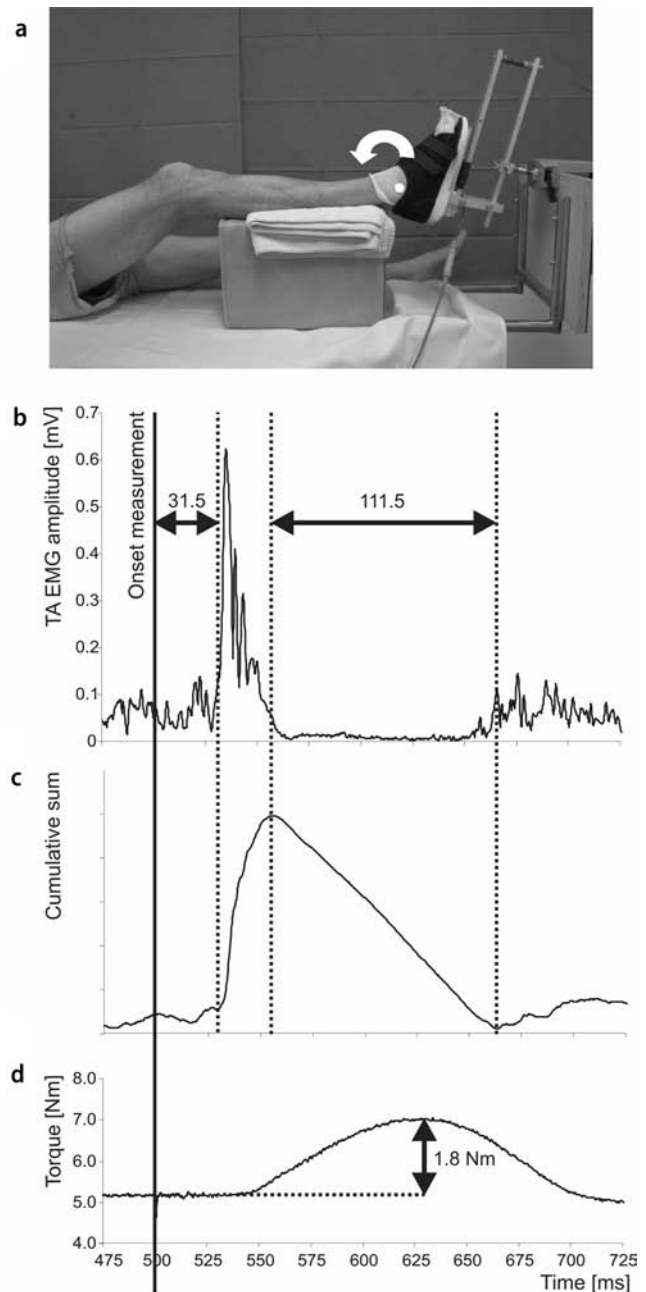 a
b
TA EMG amplitude [mV]
0.7
0.6
0.5
0.4
0.3
0.2
0.1
0
Onset measurement
31.5
111.5
c
Cumulative sum
d
Torque [Nm]
8.0
7.0
6.0
5.0
4.0
1.8 Nm
475 500 525 550 575 600 625 650 675 700 725
Time [ms]